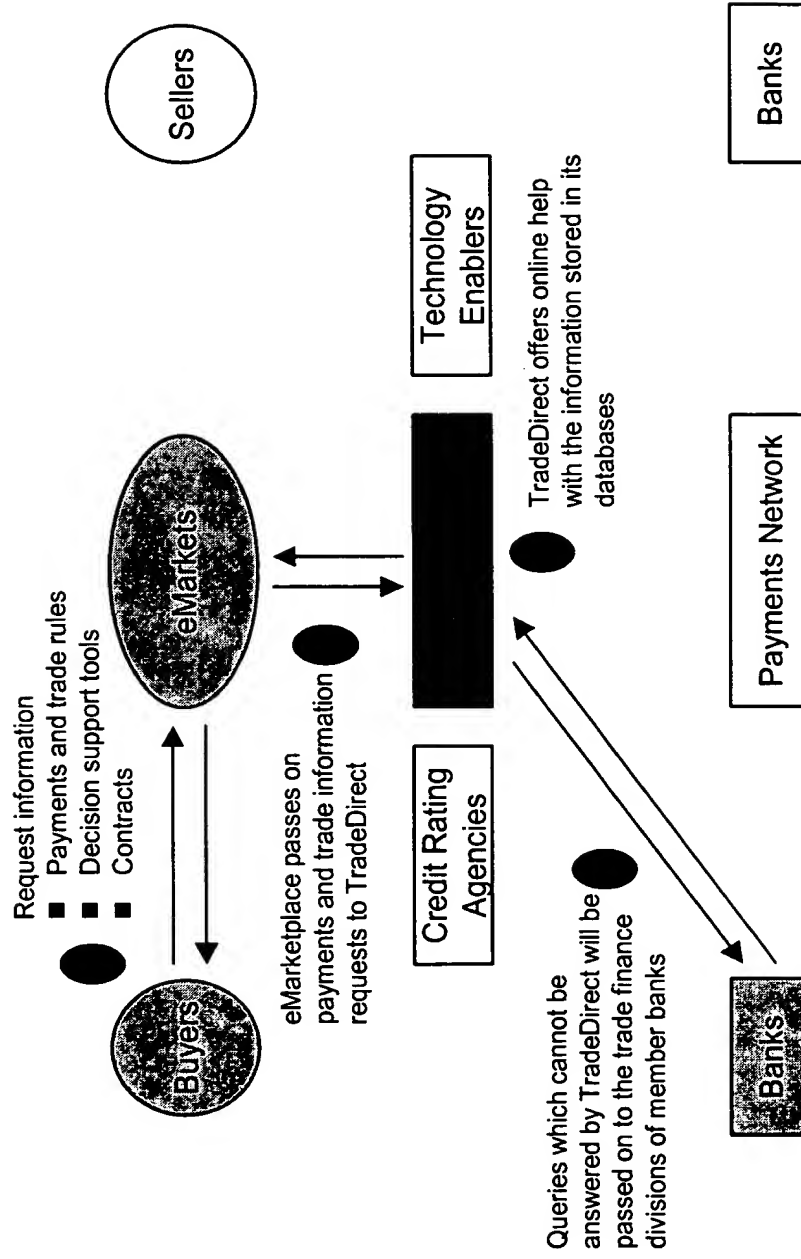 Request information
■ Payments and trade rules
■ Decision support tools
■ Contracts
Buyers
eMarkets
Sellers
eMarketplace passes on
payments and trade information
requests to TradeDirect
Credit Rating
Agencies
Technology
Enablers
TradeDirect offers online help
with the information stored in its
databases
Queries which cannot be
answered by TradeDirect will be
passed on to the trade finance
divisions of member banks
Banks
Payments Network
Banks